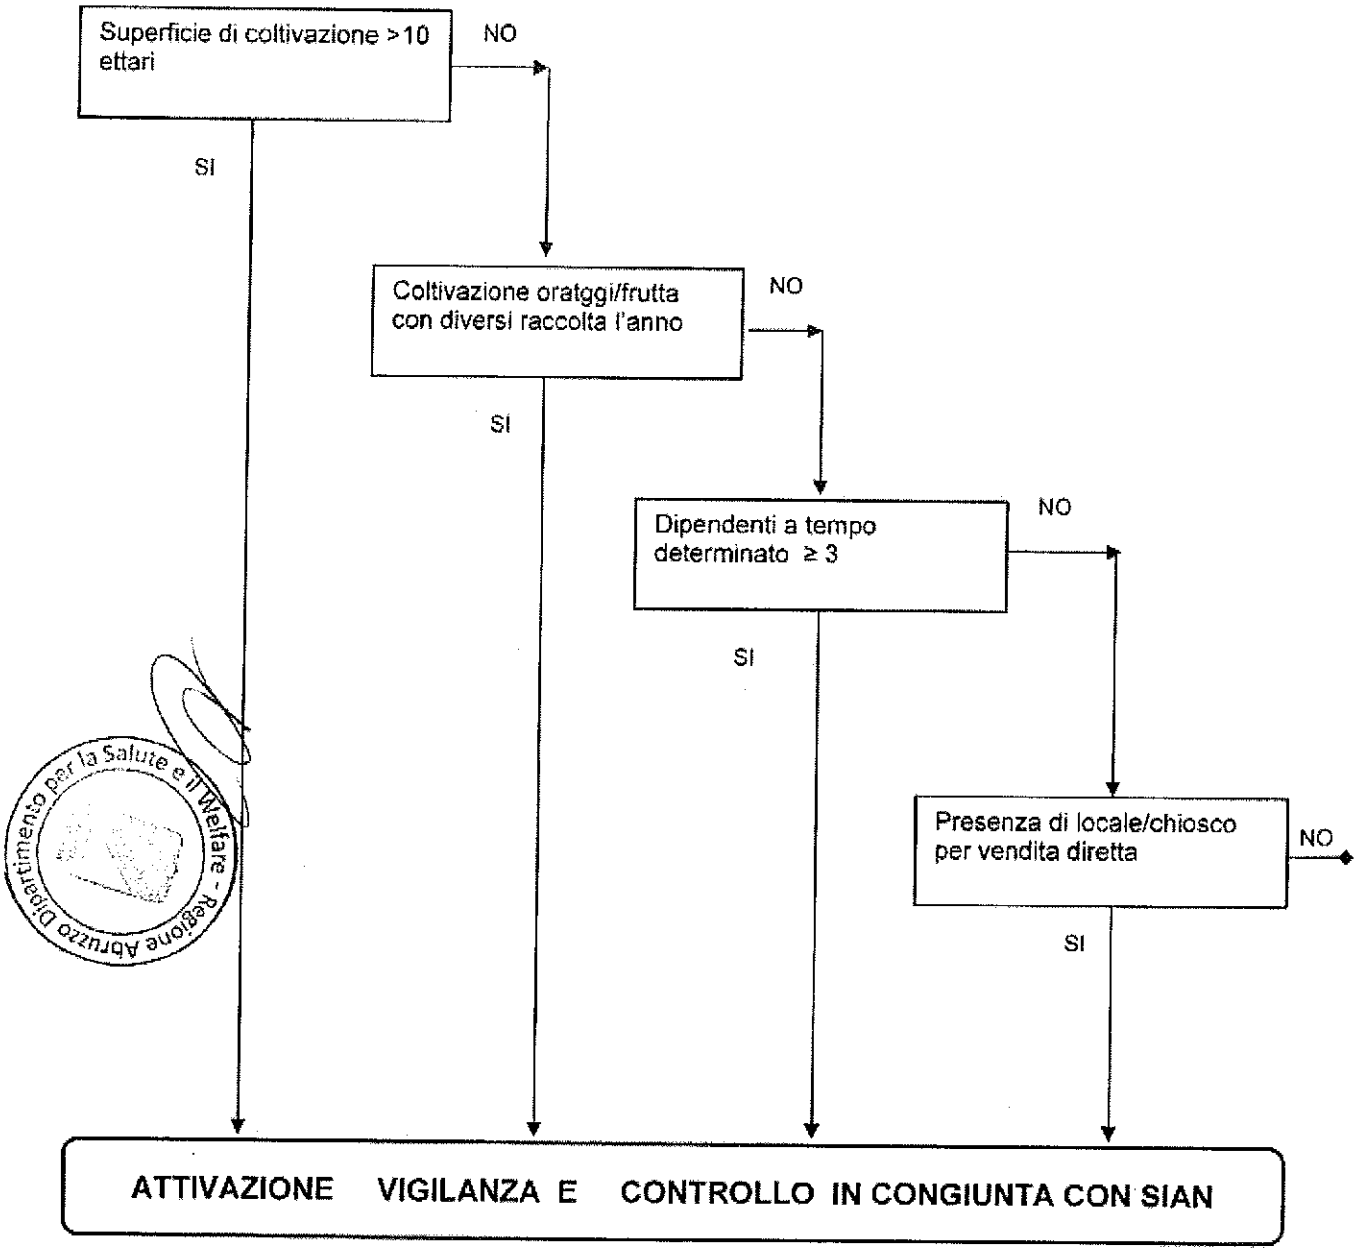 Superficie di coltivazione >10
ettari
NO
SI
Coltivazione oratggi/frutta
con diversi raccolta l'anno
NO
SI
Dipendenti a tempo
determinato ≥ 3
NO
SI
Dipartimento per la Salute e il Welfare - Regione Abruzzo
Presenza di locale/chiosco
per vendita diretta
NO
SI
ATTIVAZIONE VIGILANZA E CONTROLLO IN CONGIUNTA CON SIAN